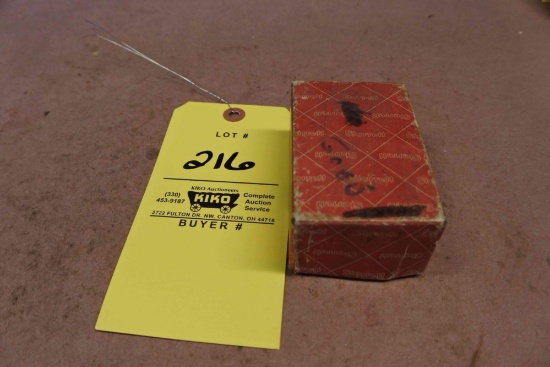 LOT #
216
KIKO Auctioneers
(330)
453-9187
KIKO
Complete
Auction
Service
2722 FULTON DR. NW, CANTON, OH 44718
BUYER #